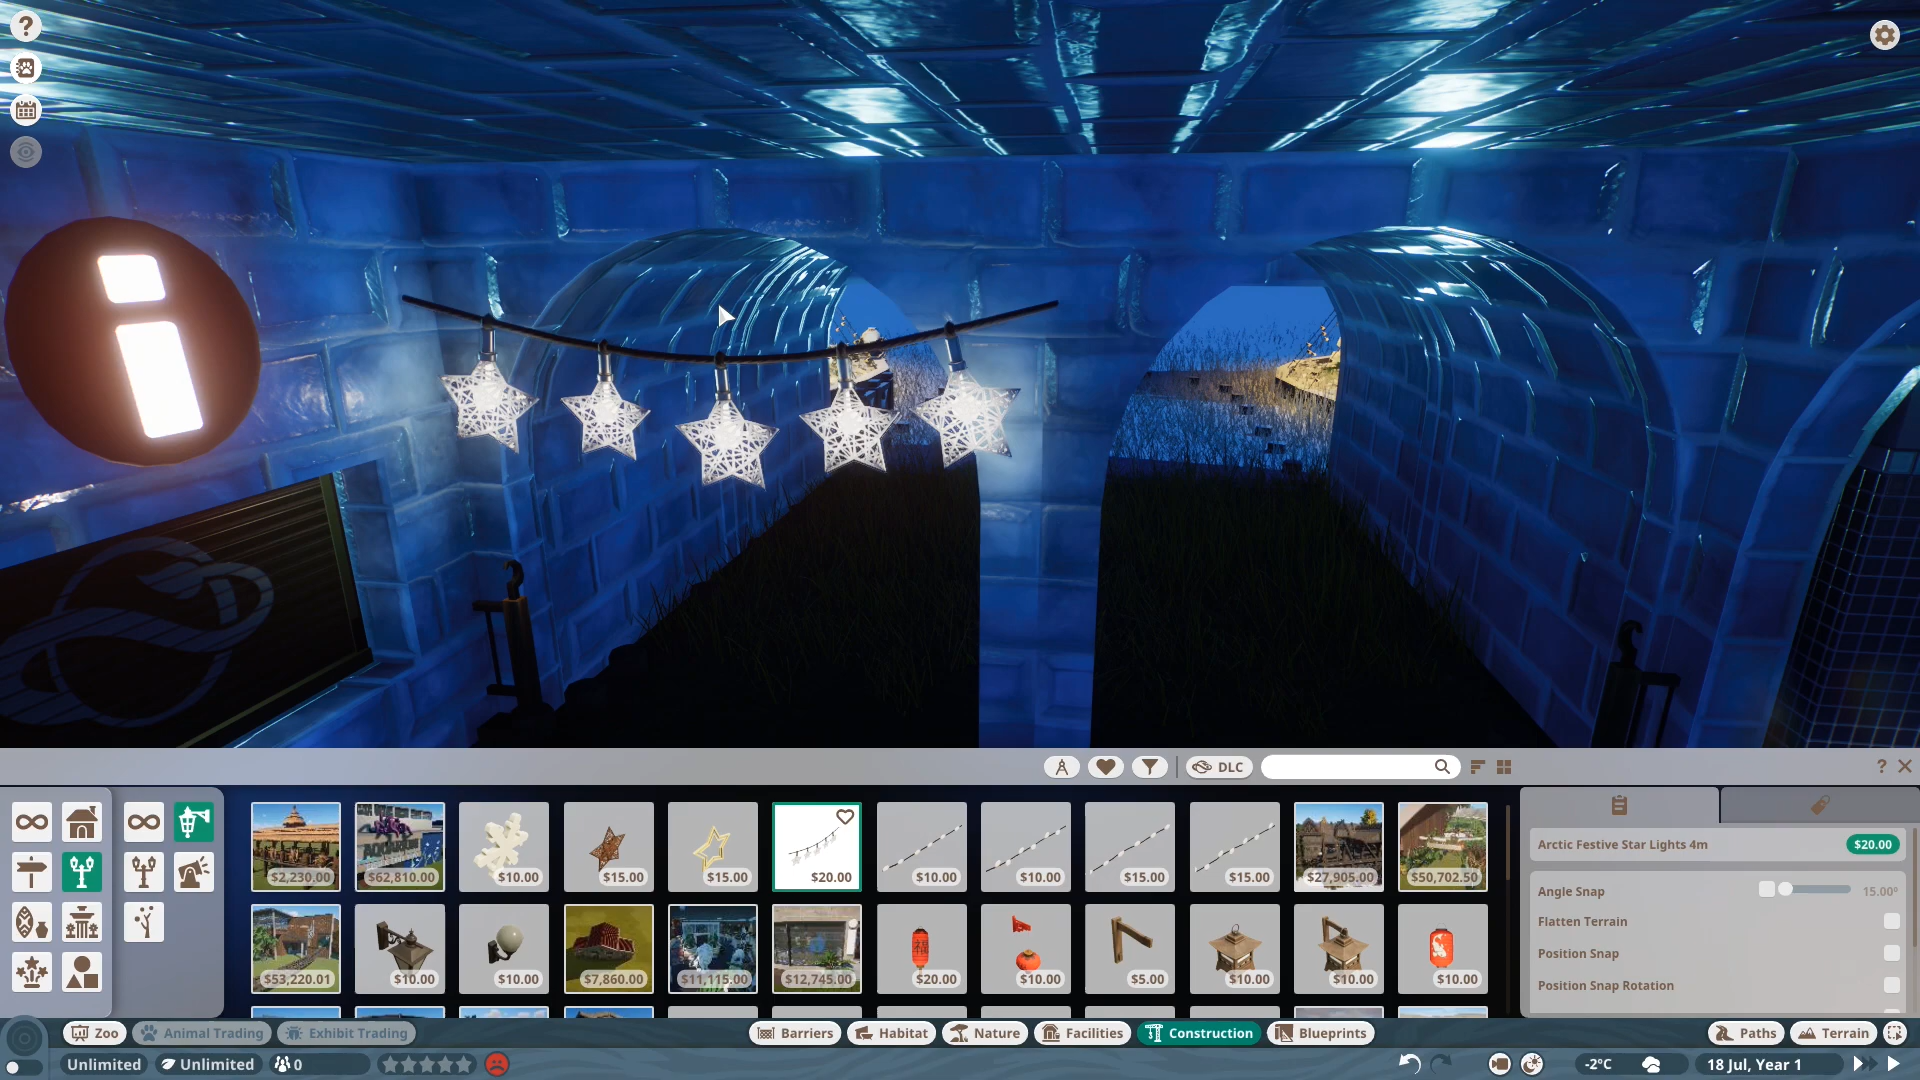 ?
i
DLC
?
$2,230.00
$62,810.00
$10.00
$15.00
$15.00
$20.00
$10.00
$10.00
$15.00
$15.00
$27,905.00
$50,702.50
$53,220.01
$10.00
$10.00
$7,860.00
$11,115.00
$12,745.00
$20.00
$10.00
$5.00
$10.00
$10.00
$10.00
Arctic Festive Star Lights 4m
$20.00
Angle Snap
15.00º
Flatten Terrain
Position Snap
Position Snap Rotation
Zoo
Animal Trading
Exhibit Trading
Barriers
Habitat
Nature
Facilities
Construction
Blueprints
Paths
Terrain
Unlimited
Unlimited
0
-2ºC
18 Jul, Year 1